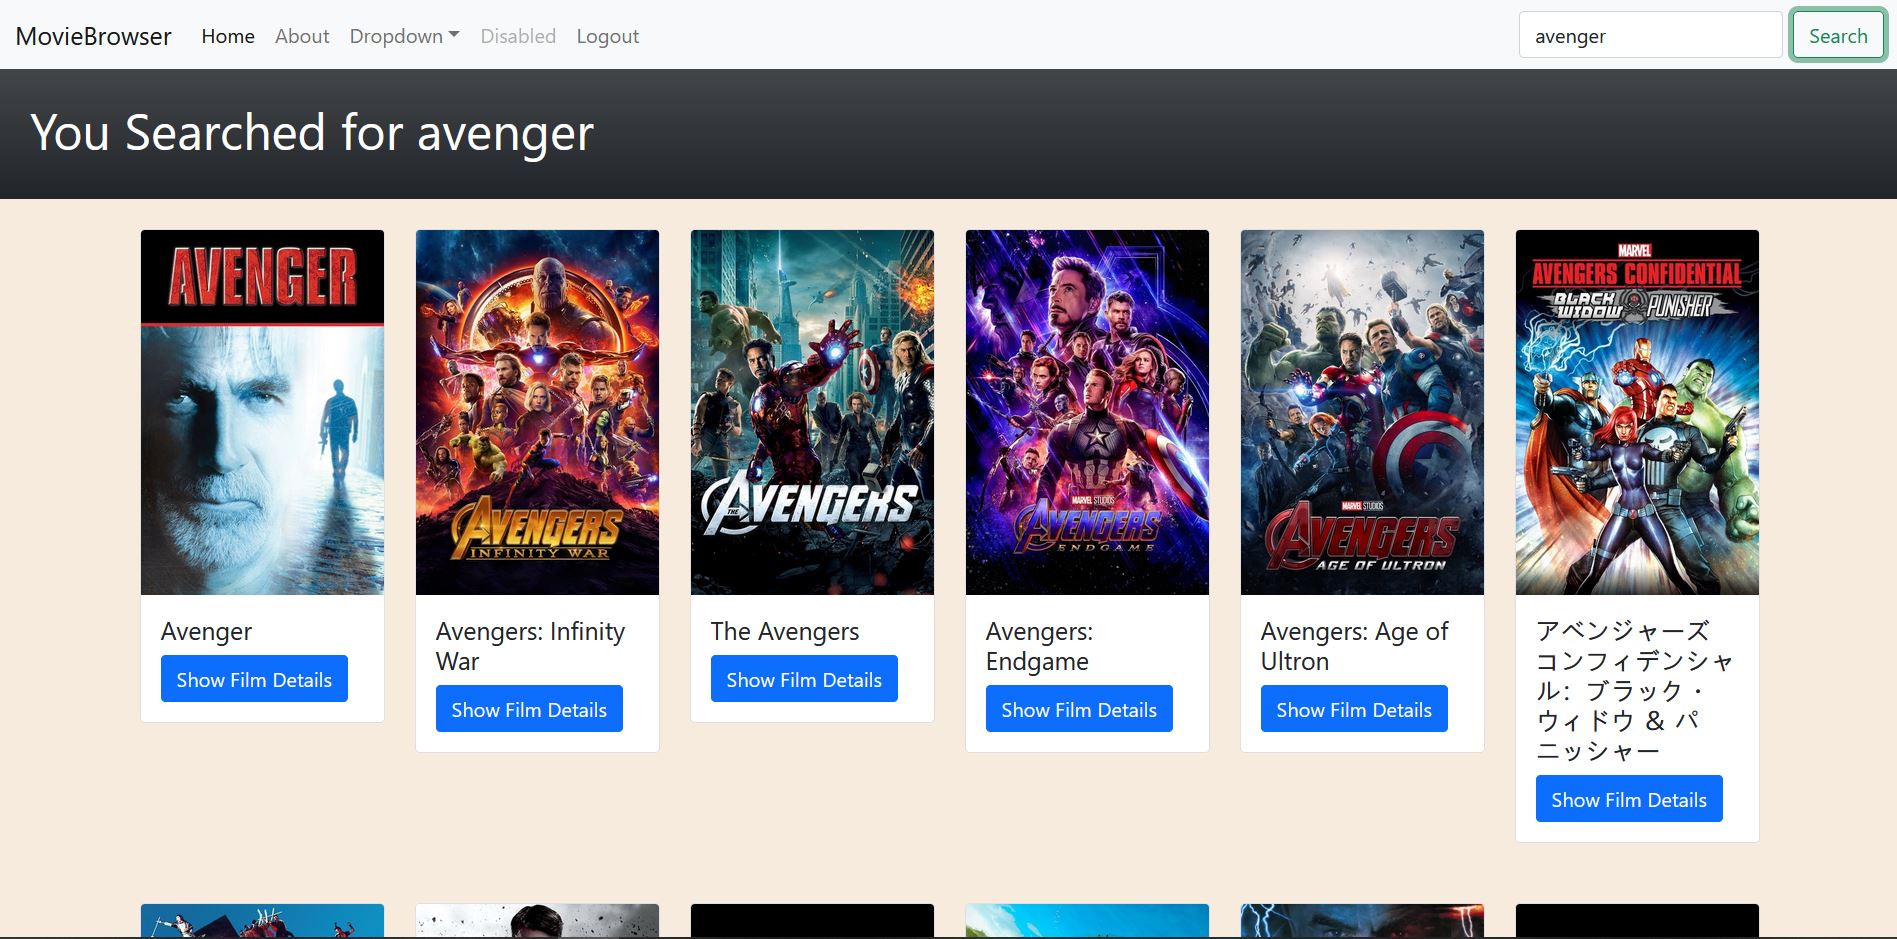 MovieBrowser Home About Dropdown Disabled Logout avenger Search
You Searched for avenger
AVENGER
AVENGERS
INFINITY WAR
THE AVENGERS
MARVEL STUDIOS
AVENGERS
ENDGAME
MARVEL STUDIOS
AVENGERS
AGE OF ULTRON
MARVEL
AVENGERS CONFIDENTIAL
BLACK WIDOW PUNISHER
Avenger
Show Film Details
Avengers: Infinity
War
Show Film Details
The Avengers
Show Film Details
Avengers:
Endgame
Show Film Details
Avengers: Age of
Ultron
Show Film Details
アベンジャーズ
コンフィデンシャ
ル: ブラック・
ウィドウ & パ
ニッシャー
Show Film Details